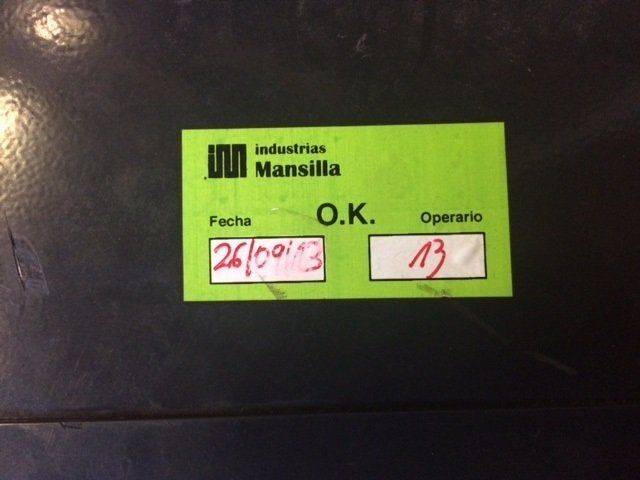 industrias
Mansilla
Fecha O.K. Operario
26/09/13 13